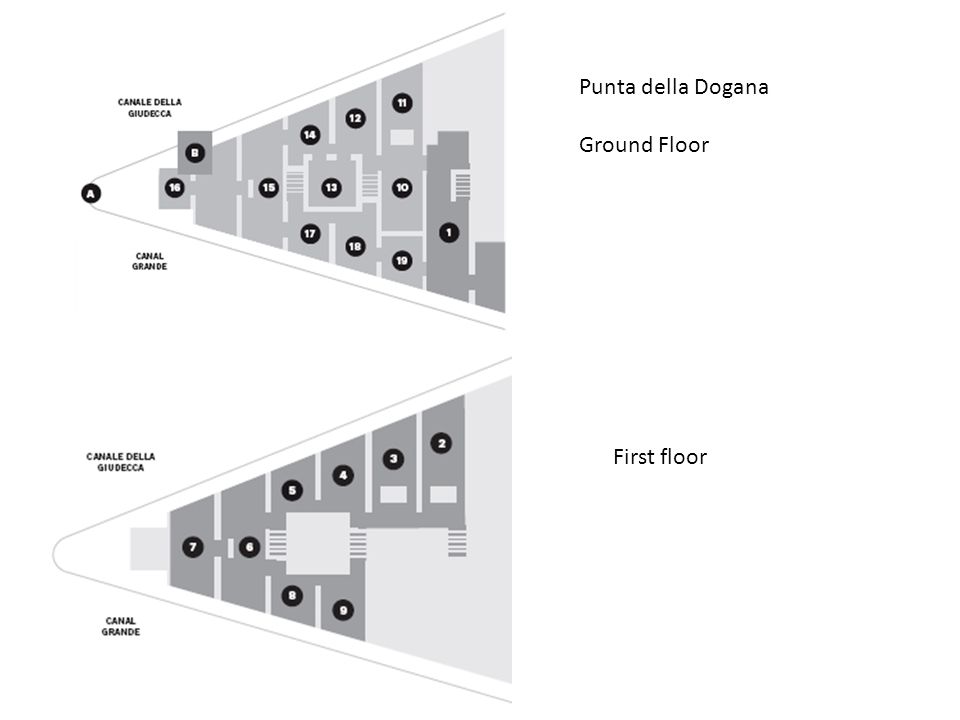 Punta della Dogana
Ground Floor
CANALE DELLA
GIUDECCA
11
12
14
B
16
15
13
10
A
17
18
19
1
CANAL
GRANDE
First floor
CANALE DELLA
GIUDECCA
2
3
4
5
7
6
8
9
CANAL
GRANDE